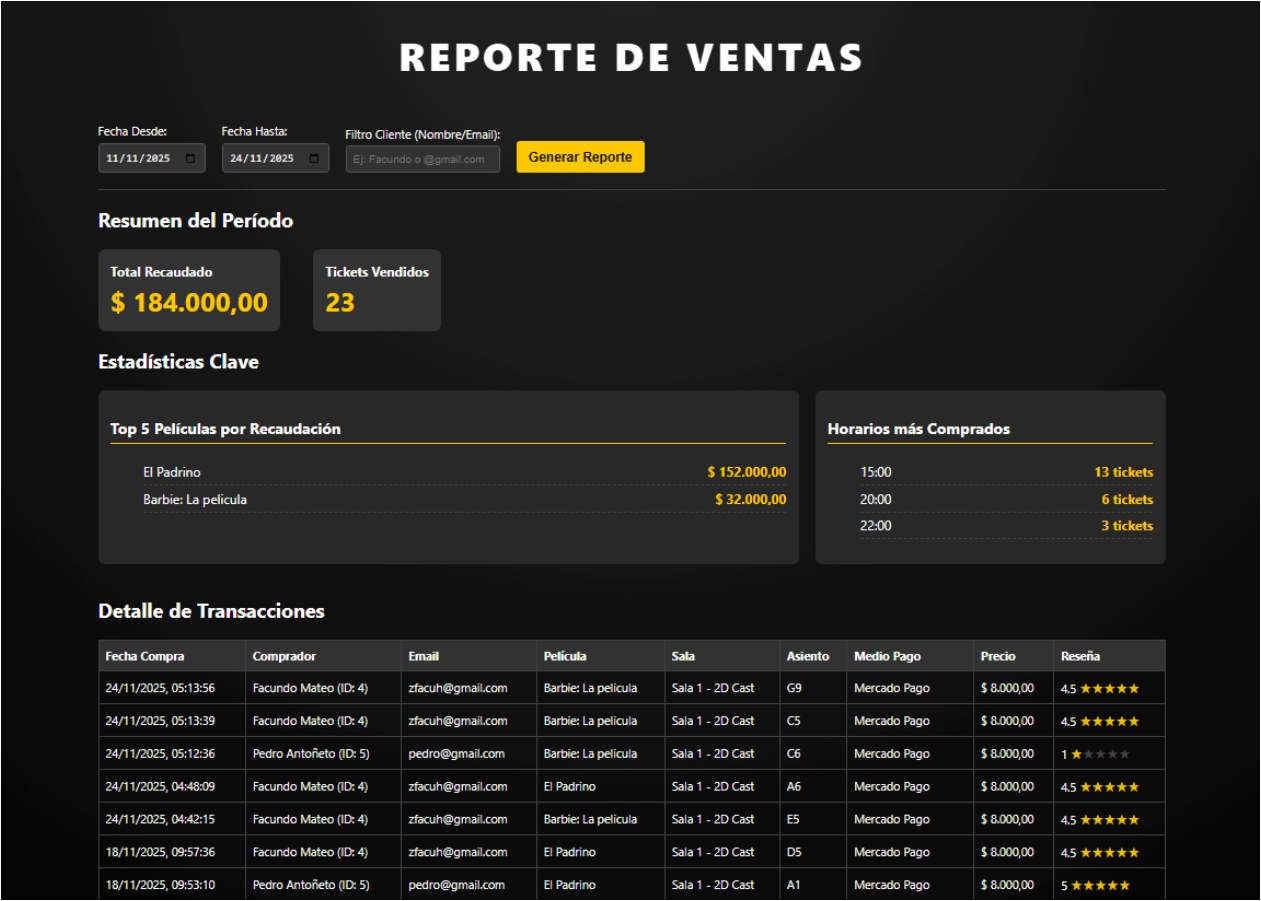 REPORTE DE VENTAS
Fecha Desde: Fecha Hasta: Filtro Cliente (Nombre/Email):
11/11/2025 24/11/2025 Ej: Facundo o @gmail.com Generar Reporte
Resumen del Período
Total Recaudado
$ 184.000,00
Tickets Vendidos
23
Estadísticas Clave
Top 5 Películas por Recaudación
El Padrino $ 152.000,00
Barbie: La pelicula $ 32.000,00
Horarios más Comprados
15:00 13 tickets
20:00 6 tickets
22:00 3 tickets
Detalle de Transacciones
Fecha Compra Comprador Email Película Sala Asiento Medio Pago Precio Reseña
24/11/2025, 05:13:56 Facundo Mateo (ID: 4) zfacuh@gmail.com Barbie: La pelicula Sala 1 - 2D Cast G9 Mercado Pago $ 8.000,00 4.5 ★★★★★
24/11/2025, 05:13:39 Facundo Mateo (ID: 4) zfacuh@gmail.com Barbie: La pelicula Sala 1 - 2D Cast C5 Mercado Pago $ 8.000,00 4.5 ★★★★★
24/11/2025, 05:12:36 Pedro Antoñeto (ID: 5) pedro@gmail.com Barbie: La pelicula Sala 1 - 2D Cast C6 Mercado Pago $ 8.000,00 1 ★★★★★
24/11/2025, 04:48:09 Facundo Mateo (ID: 4) zfacuh@gmail.com El Padrino Sala 1 - 2D Cast A6 Mercado Pago $ 8.000,00 4.5 ★★★★★
24/11/2025, 04:42:15 Facundo Mateo (ID: 4) zfacuh@gmail.com Barbie: La pelicula Sala 1 - 2D Cast E5 Mercado Pago $ 8.000,00 4.5 ★★★★★
18/11/2025, 09:57:36 Facundo Mateo (ID: 4) zfacuh@gmail.com El Padrino Sala 1 - 2D Cast D5 Mercado Pago $ 8.000,00 4.5 ★★★★★
18/11/2025, 09:53:10 Pedro Antoñeto (ID: 5) pedro@gmail.com El Padrino Sala 1 - 2D Cast A1 Mercado Pago $ 8.000,00 5 ★★★★★